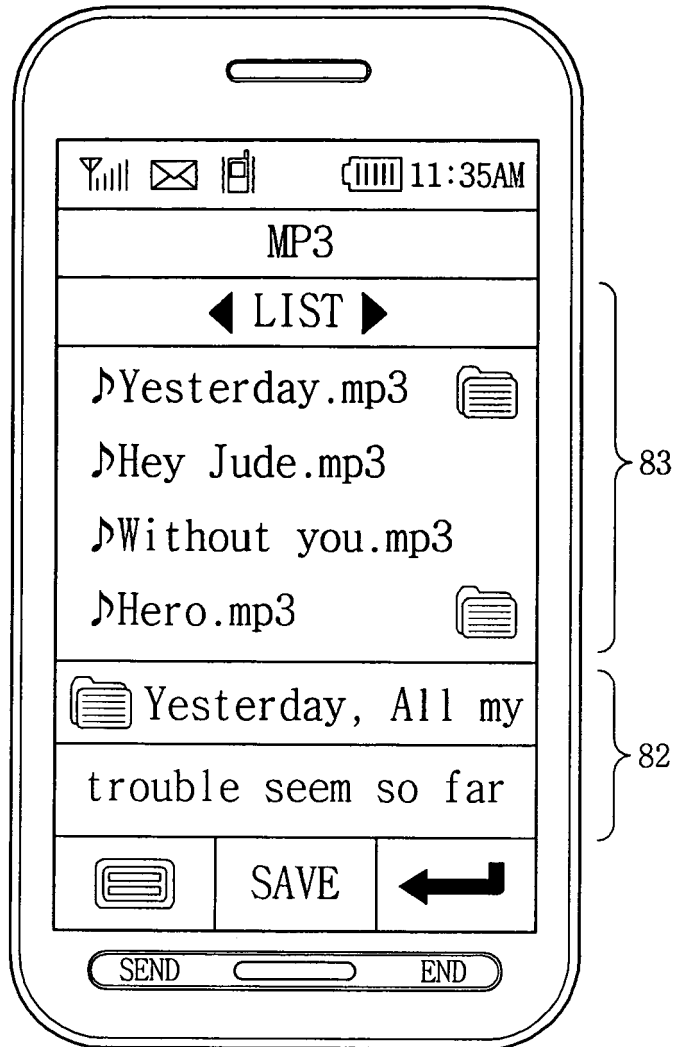 11:35AM
MP3
LIST
♪Yesterday.mp3
♪Hey Jude.mp3
♪Without you.mp3
♪Hero.mp3
83
Yesterday, All my
trouble seem so far
82
SAVE
SEND END